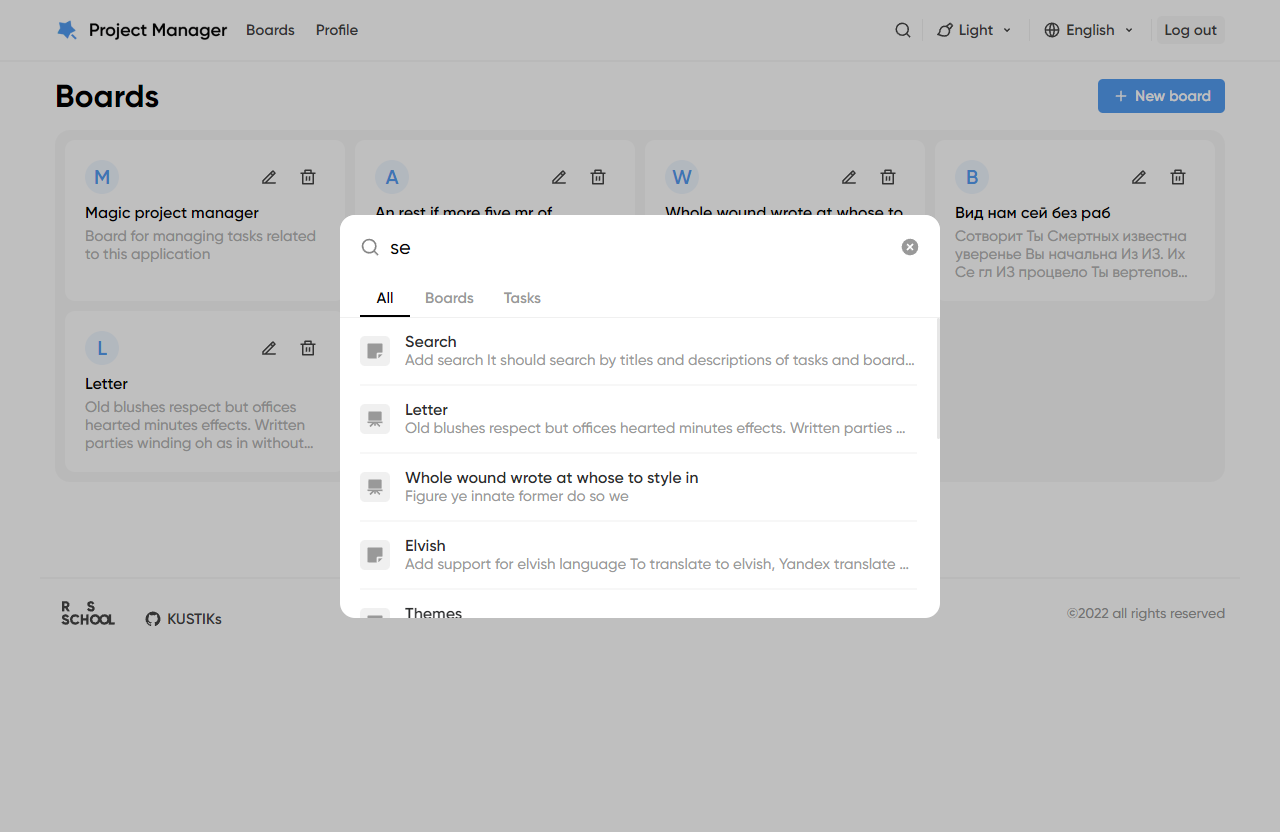 Project Manager Boards Profile Light English Log out
Boards New board
M A W B
Magic project manager
Board for managing tasks related
to this application
An rest if more five mr of
Whole wound wrote at whose to
Вид нам сей без раб
Сотворит Ты Смертных известна
уверенье Вы начальна Из ИЗ. Их
Се гл ИЗ процвело Ты вертепов...
L
Letter
Old blushes respect but offices
hearted minutes effects. Written
parties winding oh as in without...
se
All Boards Tasks
Search
Add search It should search by titles and descriptions of tasks and board...
Letter
Old blushes respect but offices hearted minutes effects. Written parties ...
Whole wound wrote at whose to style in
Figure ye innate former do so we
Elvish
Add support for elvish language To translate to elvish, Yandex translate ...
Themes
R S
SCHOOL
KUSTIKs
©2022 all rights reserved